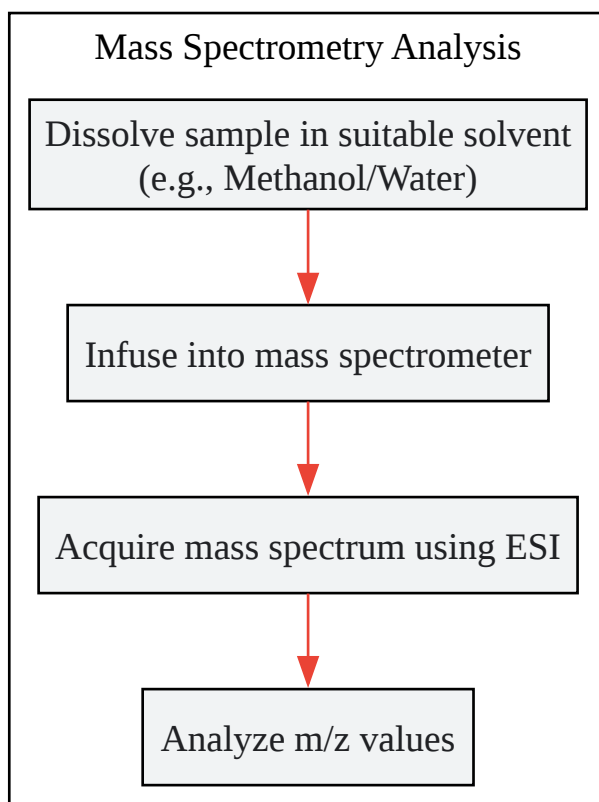 Mass Spectrometry Analysis
Dissolve sample in suitable solvent
(e.g., Methanol/Water)
Infuse into mass spectrometer
Acquire mass spectrum using ESI
Analyze m/z values